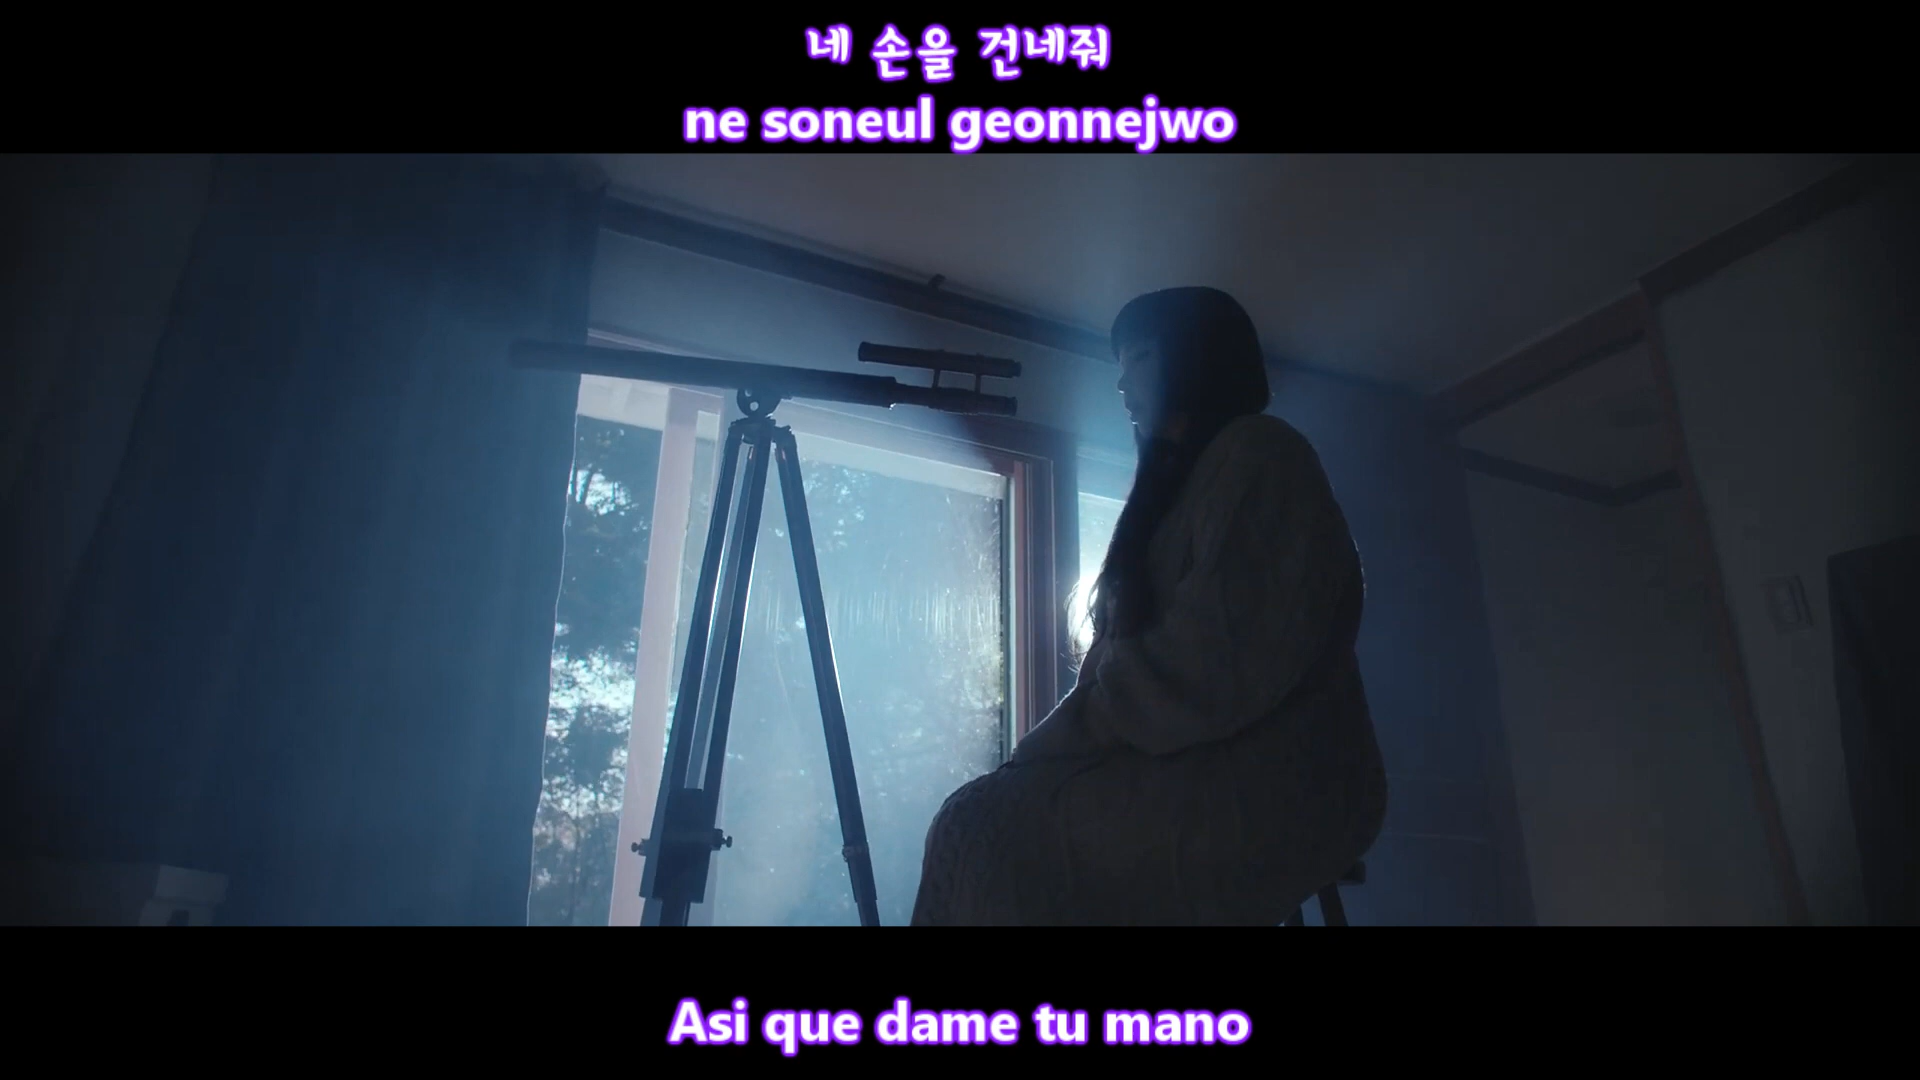 네 손을 건네줘
ne soneul geonnejwo
Asi que dame tu mano